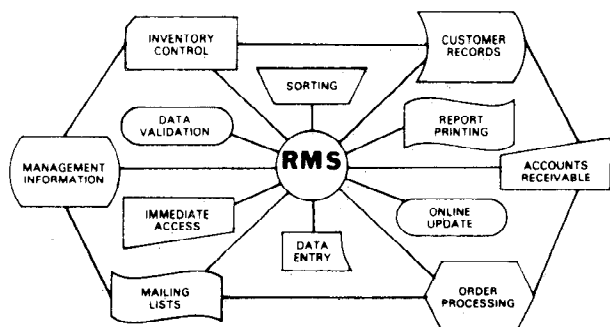 INVENTORY
CONTROL
CUSTOMER
RECORDS
SORTING
DATA
VALIDATION
REPORT
PRINTING
RMS
MANAGEMENT
INFORMATION
ACCOUNTS
RECEIVABLE
IMMEDIATE
ACCESS
ONLINE
UPDATE
DATA
ENTRY
MAILING
LISTS
ORDER
PROCESSING